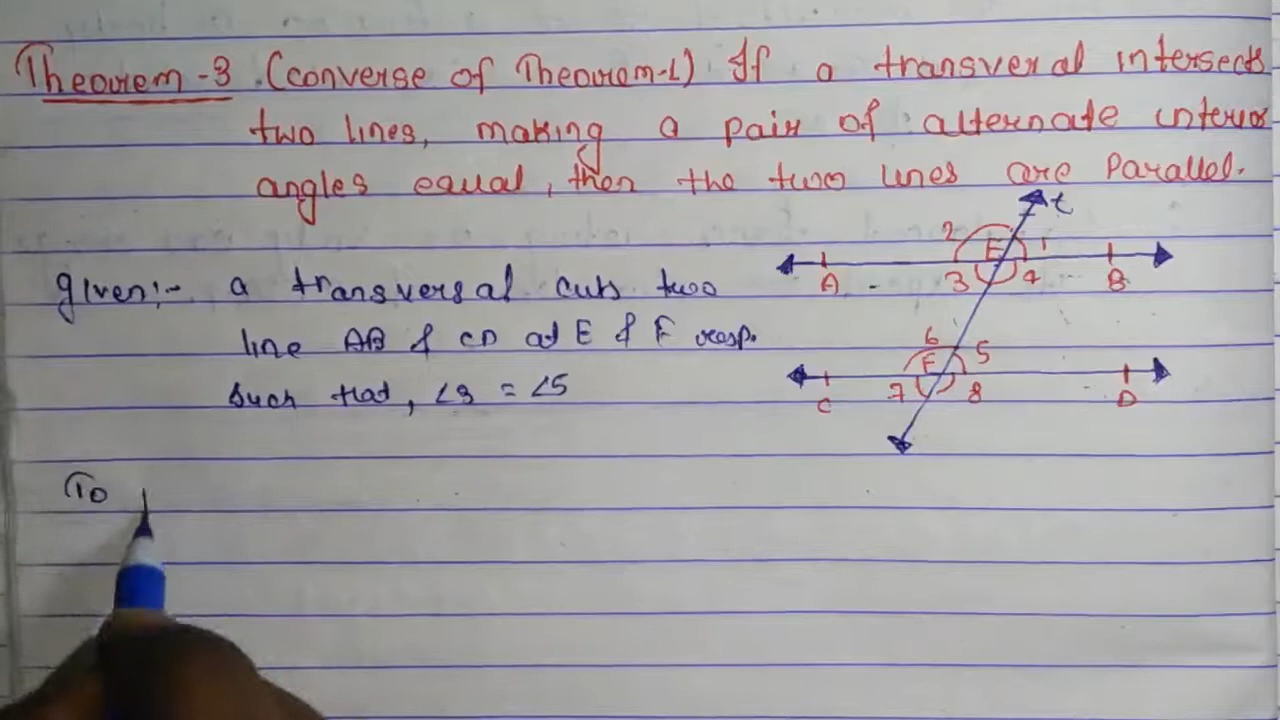 Theorem-3 (converse of Theorem-1) If a transveral intersects
two lines, making a pair of alternate interior
angles equal, then the two lines are Parallel.
t
2 E 1
A 3 4 B
given:- a transversal cuts two
line AB & CD at E & F resp.
such that, ∠3 = ∠5
6 F 5
C 7 8 D
To